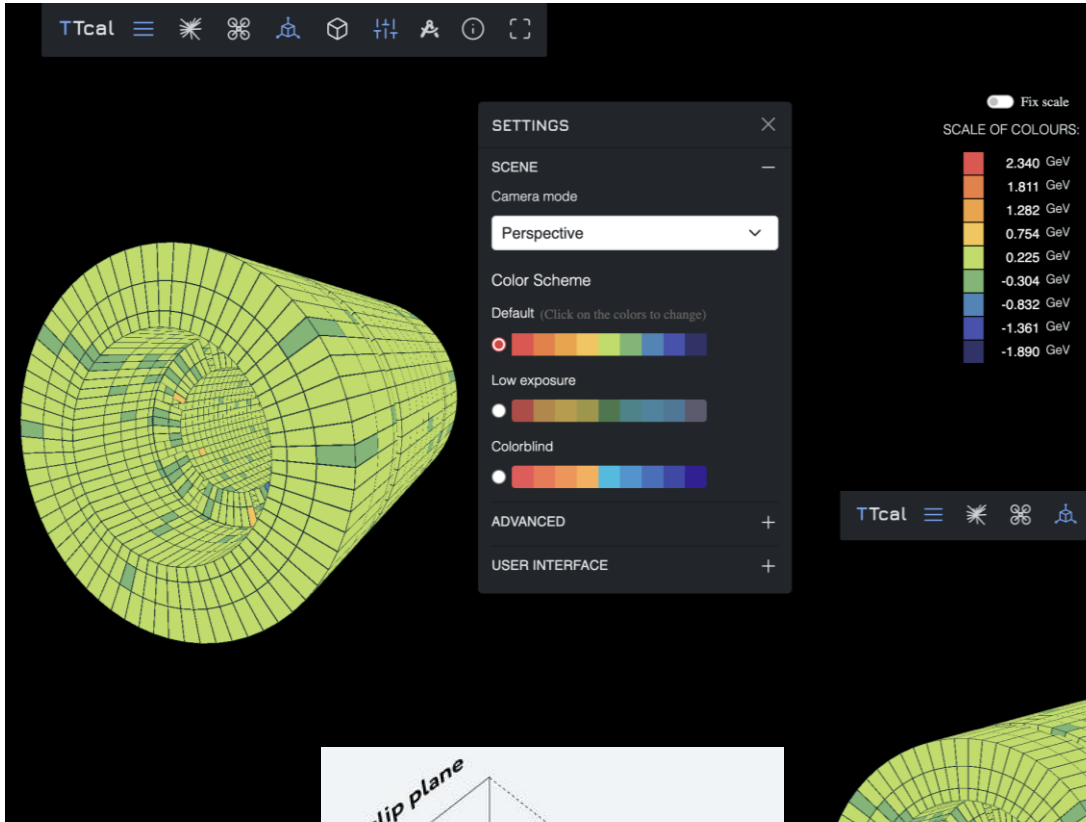 TTcal
Fix scale
SCALE OF COLOURS:
2.340 GeV
1.811 GeV
1.282 GeV
0.754 GeV
0.225 GeV
-0.304 GeV
-0.832 GeV
-1.361 GeV
-1.890 GeV
SETTINGS
SCENE
Camera mode
Perspective
Color Scheme
Default (Click on the colors to change)
Low exposure
Colorblind
ADVANCED
USER INTERFACE
TTcal
plane